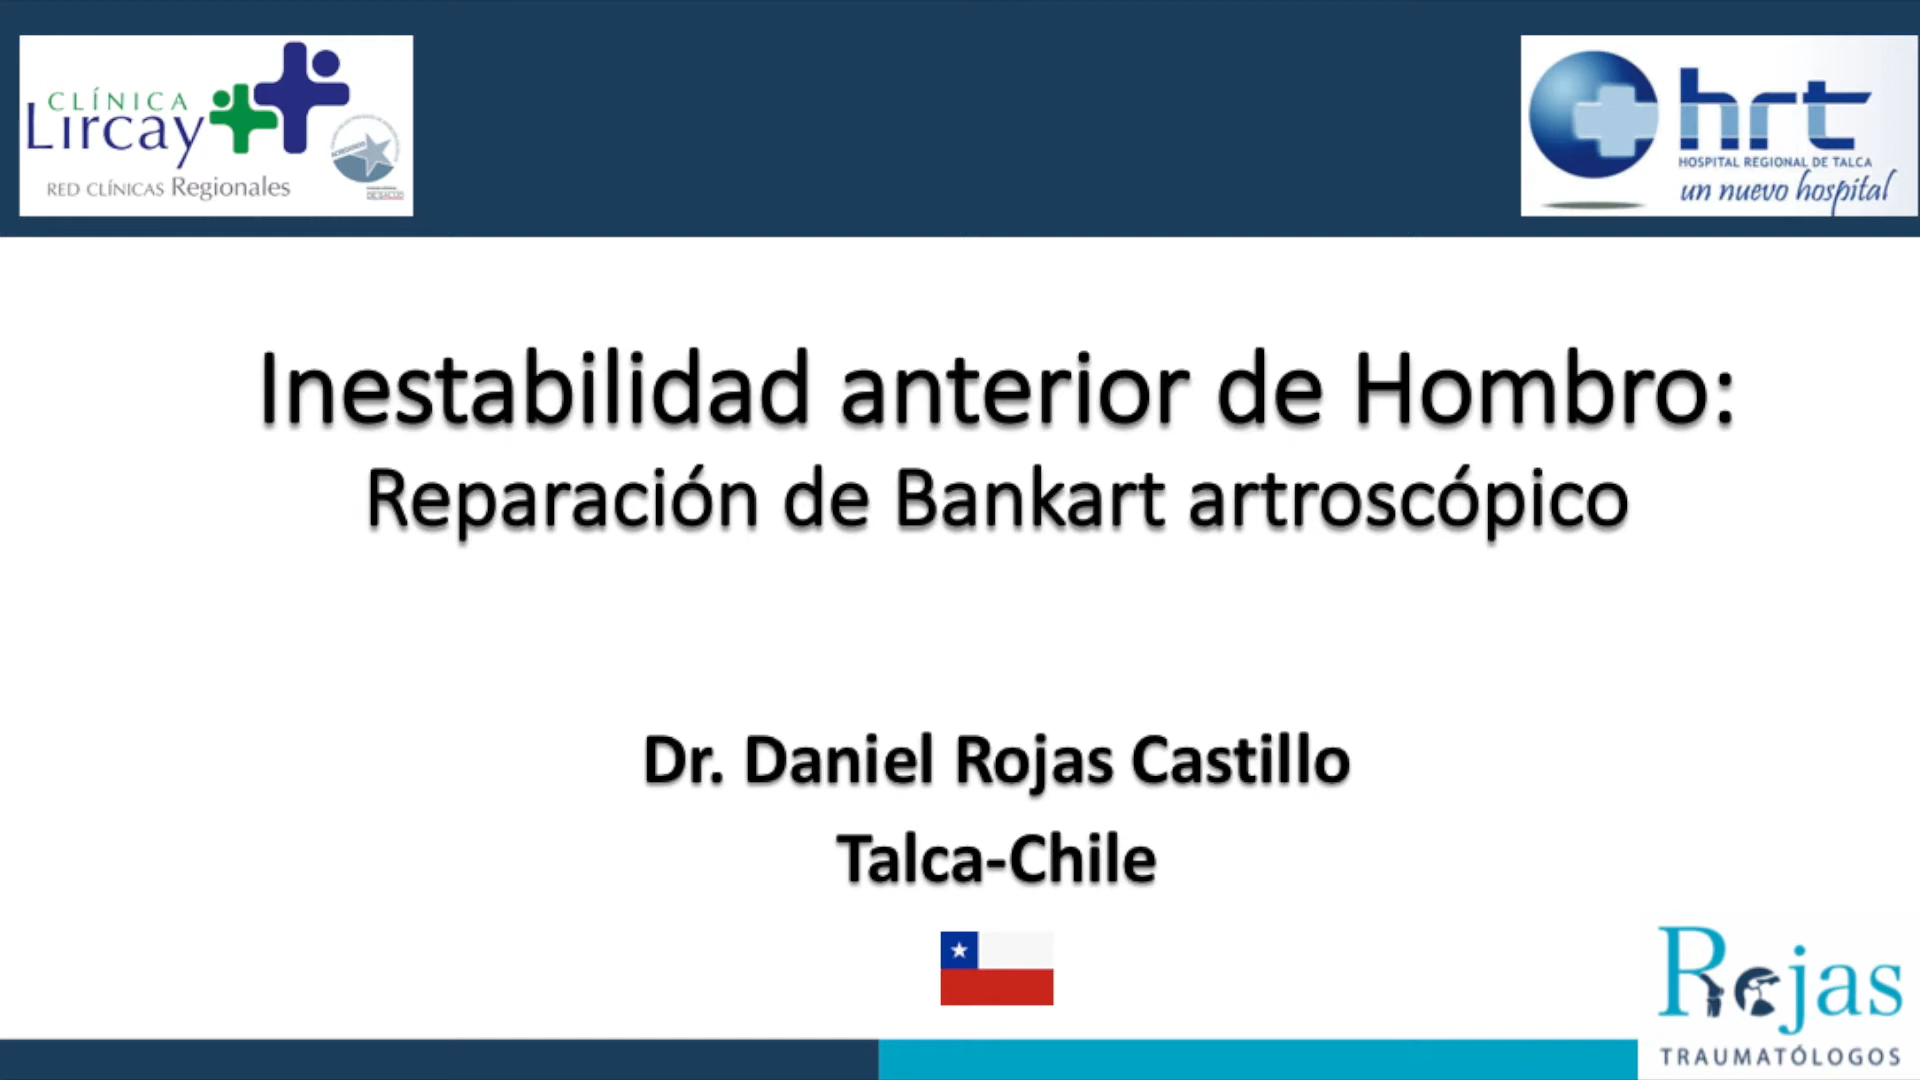 CLÍNICA
Lircay
RED CLÍNICAS Regionales
hrt
HOSPITAL REGIONAL DE TALCA
un nuevo hospital
Inestabilidad anterior de Hombro:
Reparación de Bankart artroscópico
Dr. Daniel Rojas Castillo
Talca-Chile
Rojas
TRAUMATÓLOGOS